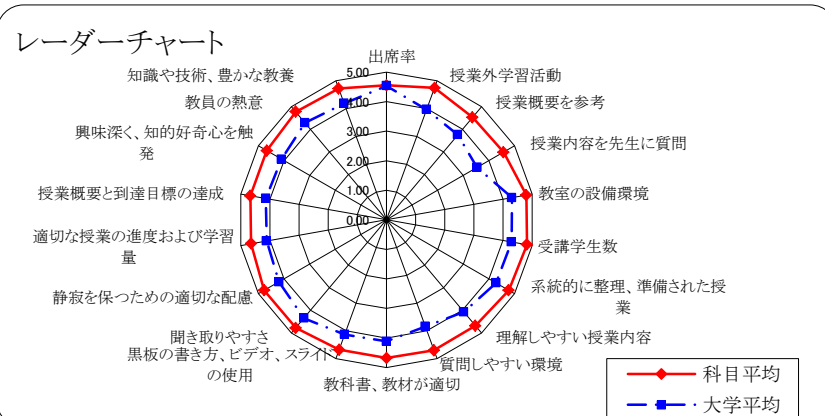 レーダーチャート
出席率
授業外学習活動
授業概要を参考
授業内容を先生に質問
教室の設備環境
受講学生数
系統的に整理、準備された授
業
理解しやすい授業内容
質問しやすい環境
教科書、教材が適切
黒板の書き方、ビデオ、スライド
の使用
聞き取りやすさ
静寂を保つための適切な配慮
適切な授業の進度および学習
量
授業概要と到達目標の達成
興味深く、知的好奇心を触
発
教員の熱意
知識や技術、豊かな教養
5.00
4.00
3.00
2.00
1.00
0.00
科目平均
大学平均